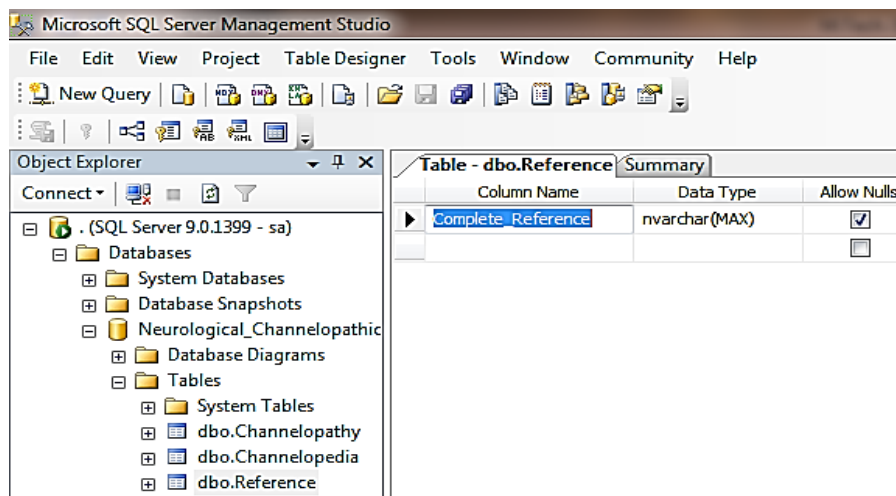 Microsoft SQL Server Management Studio
File Edit View Project Table Designer Tools Window Community Help
New Query
Object Explorer
Table - dbo.Reference Summary
Connect
Column Name Data Type Allow Nulls
Complete_Reference nvarchar(MAX)
. (SQL Server 9.0.1399 - sa)
Databases
System Databases
Database Snapshots
Neurological_Channelopathic
Database Diagrams
Tables
System Tables
dbo.Channelopathy
dbo.Channelopedia
dbo.Reference